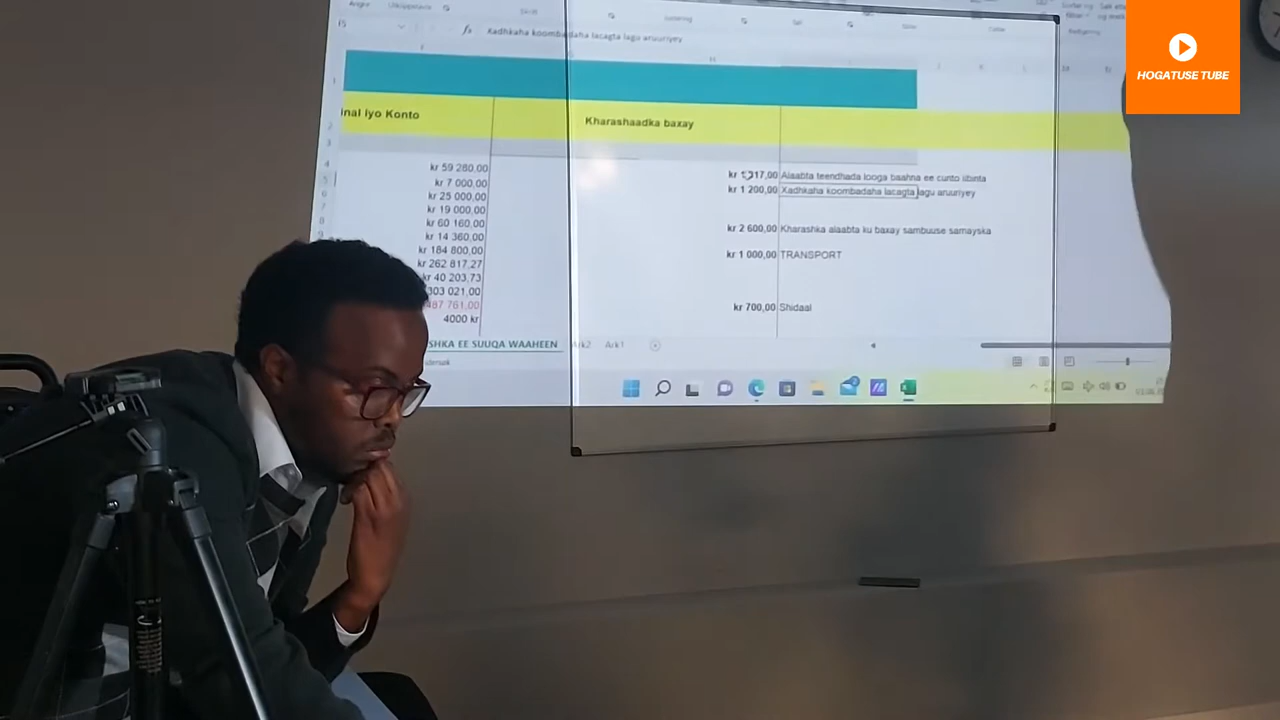 HOGATUSE TUBE
Xadhkaha koombadaha lacagta lagu aruuriyey
inal Iyo Konto
Kharashaadka baxay
kr 59 280,00
kr 7 000,00
kr 25 000,00
kr 19 000,00
kr 60 160,00
kr 14 360,00
kr 184 800,00
kr 262 817,27
kr 40 203,73
303 021,00
487 761,00
4000 kr
317,00 Alaabta teendhada looga baahna ee cunto iibinta
kr 1 200,00 Xadhkaha koombadaha lacagta lagu aruuriyey
kr 2 600,00 Kharashka alaabta ku baxay sambuuse samayska
kr 1 000,00 TRANSPORT
kr 700,00 Shidaal
SHKA EE SUUQA WAAHEEN
Ark2
Ark1